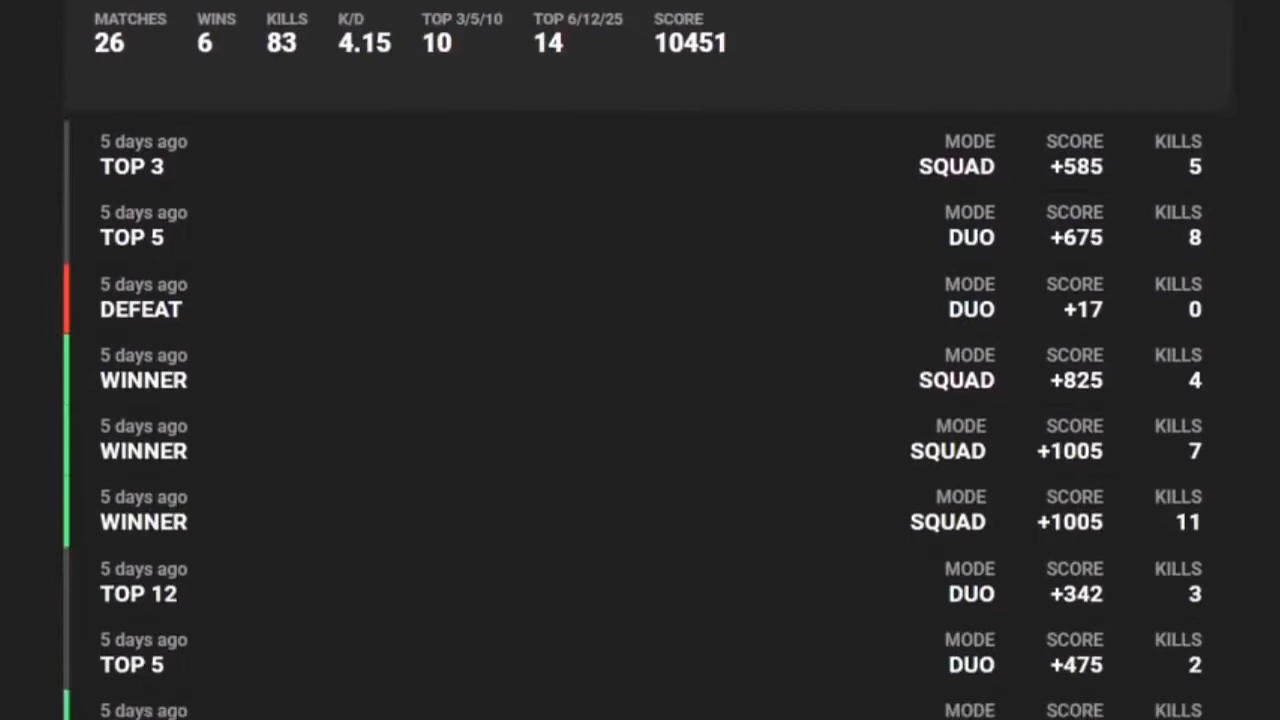 MATCHES WINS KILLS K/D TOP 3/5/10 TOP 6/12/25 SCORE
26 6 83 4.15 10 14 10451
5 days ago MODE SCORE KILLS
TOP 3 SQUAD +585 5
5 days ago MODE SCORE KILLS
TOP 5 DUO +675 8
5 days ago MODE SCORE KILLS
DEFEAT DUO +17 0
5 days ago MODE SCORE KILLS
WINNER SQUAD +825 4
5 days ago MODE SCORE KILLS
WINNER SQUAD +1005 7
5 days ago MODE SCORE KILLS
WINNER SQUAD +1005 11
5 days ago MODE SCORE KILLS
TOP 12 DUO +342 3
5 days ago MODE SCORE KILLS
TOP 5 DUO +475 2
5 days ago MODE SCORE KILLS